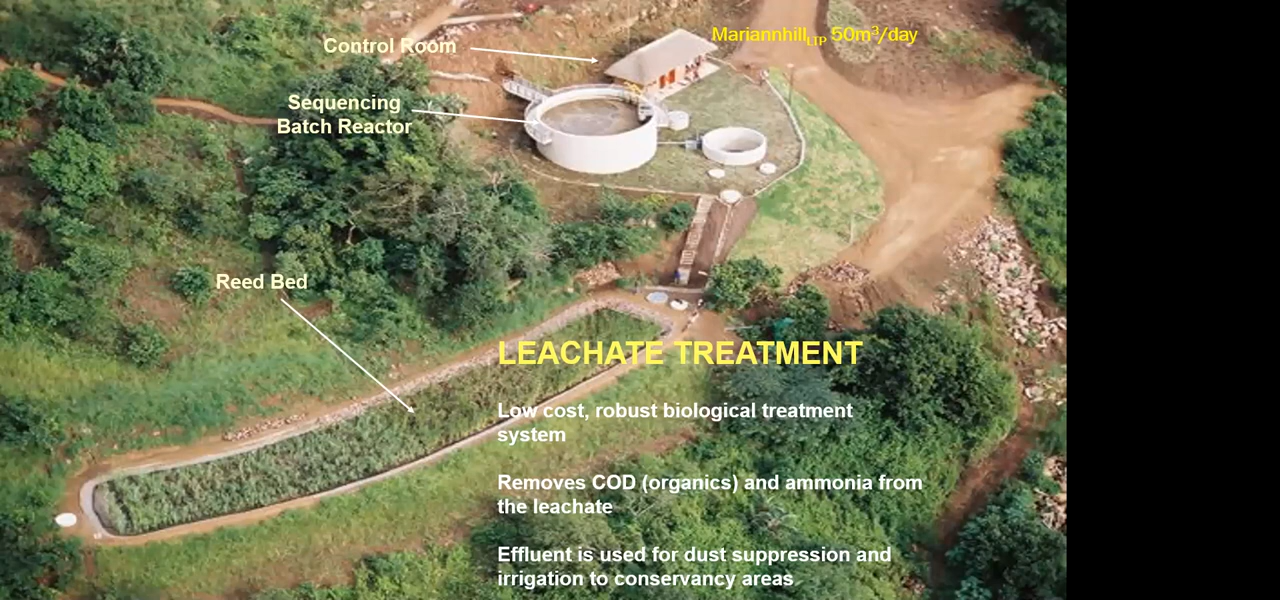 Mariannhill LTP 50m³/day
Control Room
Sequencing
Batch Reactor
Reed Bed
LEACHATE TREATMENT
Low cost, robust biological treatment
system
Removes COD (organics) and ammonia from
the leachate
Effluent is used for dust suppression and
irrigation to conservancy areas